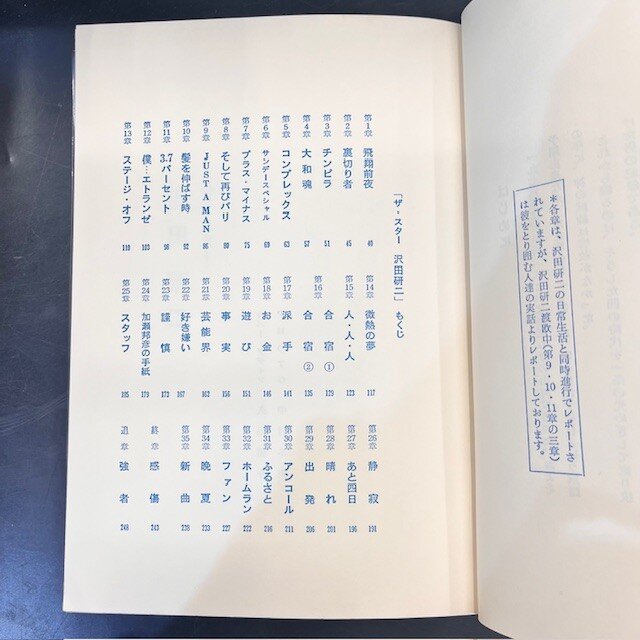 *各章は、沢田研二の日常生活と同時進行でレポートさ
れていますが、沢田研二渡欧中(第9・10・11章の三章)
は彼をとり囲む人達の実話よりレポートしております。
「ザ・スター 沢田研二」もくじ
第1章 飛翔前夜 40
第2章 裏切り者 45
第3章 チンピラ 51
第4章 大和魂 57
第5章 コンプレックス 63
第6章 サンデースペシャル 69
第7章 プラス・マイナス 75
第8章 そして再びパリ 80
第9章 JUST A MAN 86
第10章 髪を伸ばす時 92
第11章 3.7パーセント 98
第12章 僕…エトランゼ 103
第13章 ステージ・オフ 110
第14章 微熱の夢 117
第15章 人・人・人 123
第16章 合宿① 129
合宿② 135
第17章 派手 141
第18章 お金 146
第19章 遊び 151
第20章 事実 156
第21章 芸能界 162
第22章 好き嫌い 167
第23章 謹慎 173
第24章 加瀬邦彦の手紙 179
第25章 スタッフ 185
第26章 静寂 191
第27章 あと四日 196
第28章 晴れ 201
第29章 出発 206
第30章 アンコール 211
第31章 ふるさと 216
第32章 ホームラン 222
第33章 ファン 227
第34章 晩夏 233
第35章 新曲 238
終章 感傷 243
追章 強者 248